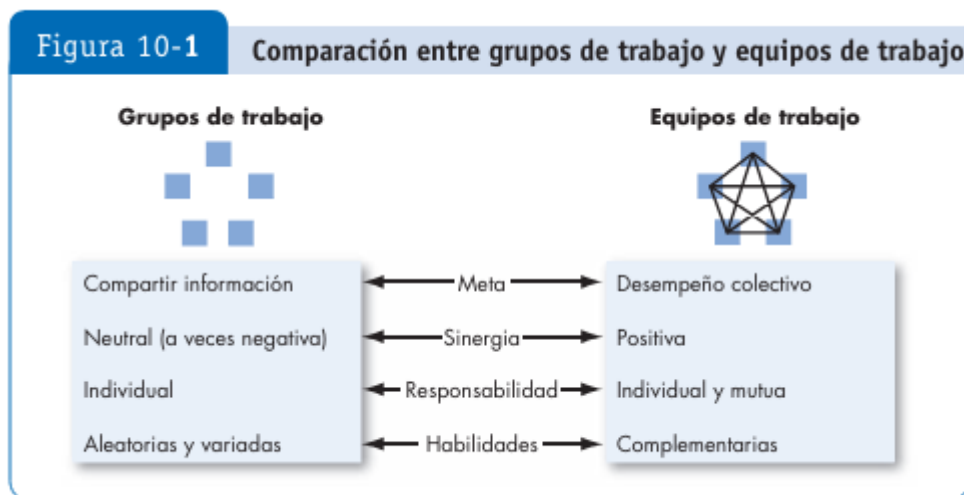 Figura 10-1
Comparación entre grupos de trabajo y equipos de trabajo
Grupos de trabajo
Equipos de trabajo
Compartir información
Meta
Desempeño colectivo
Neutral (a veces negativa)
Sinergia
Positiva
Individual
Responsabilidad
Individual y mutua
Aleatorias y variadas
Habilidades
Complementarias